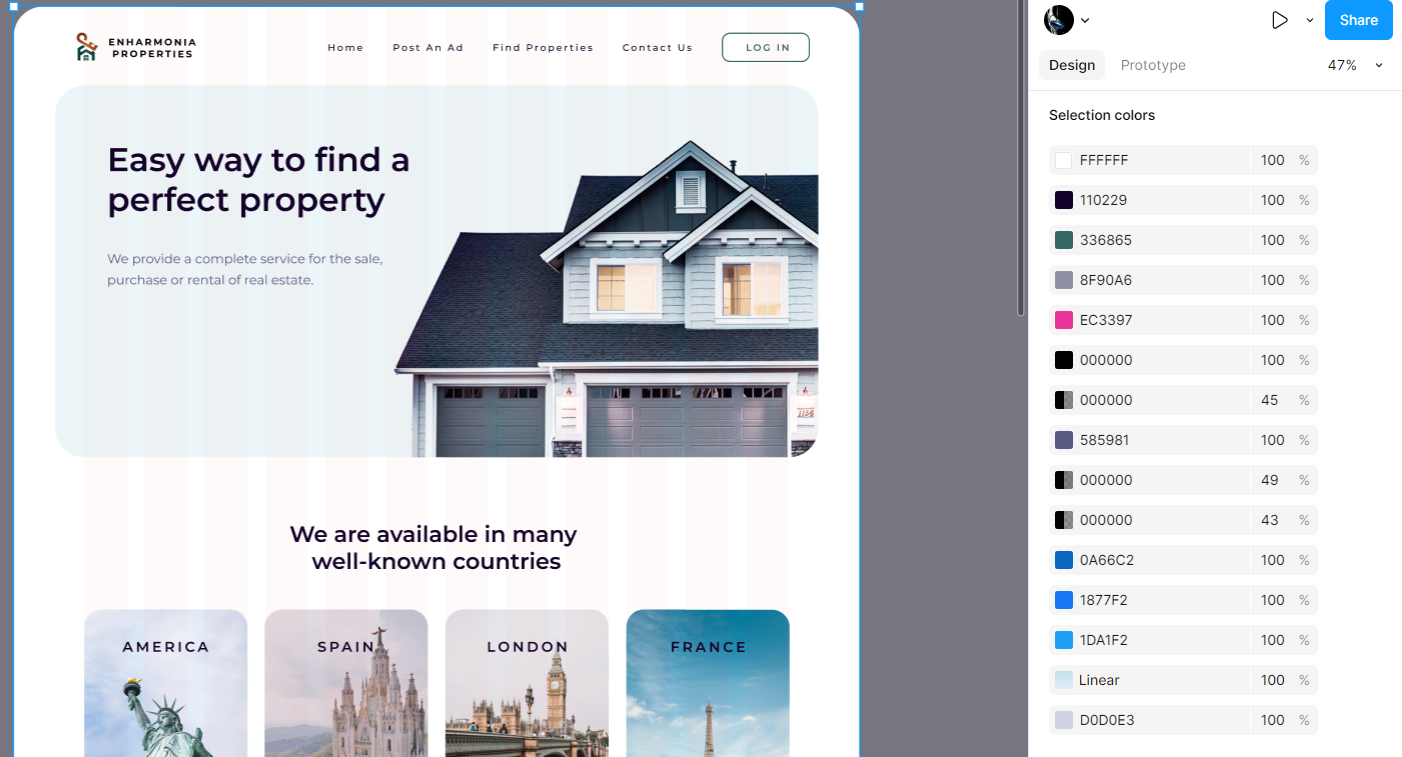 ENHARMONIA
PROPERTIES
Home
Post An Ad
Find Properties
Contact Us
LOG IN
Easy way to find a
perfect property
We provide a complete service for the sale,
purchase or rental of real estate.
1156
We are available in many
well-known countries
AMERICA
SPAIN
LONDON
FRANCE
Share
Design
Prototype
47%
Selection colors
FFFFFF 100 %
110229 100 %
336865 100 %
8F90A6 100 %
EC3397 100 %
000000 100 %
000000 45 %
585981 100 %
000000 49 %
000000 43 %
0A66C2 100 %
1877F2 100 %
1DA1F2 100 %
Linear 100 %
D0D0E3 100 %